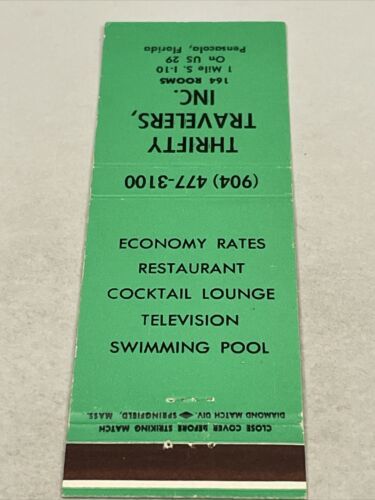 THRIFTY
TRAVELERS,
INC.
164 ROOMS
1 Mile S. I-10
On US 29
Pensacola, Florida
(904) 477-3100
ECONOMY RATES
RESTAURANT
COCKTAIL LOUNGE
TELEVISION
SWIMMING POOL
CLOSE COVER BEFORE STRIKING MATCH
DIAMOND MATCH DIV. SPRINGFIELD, MASS.